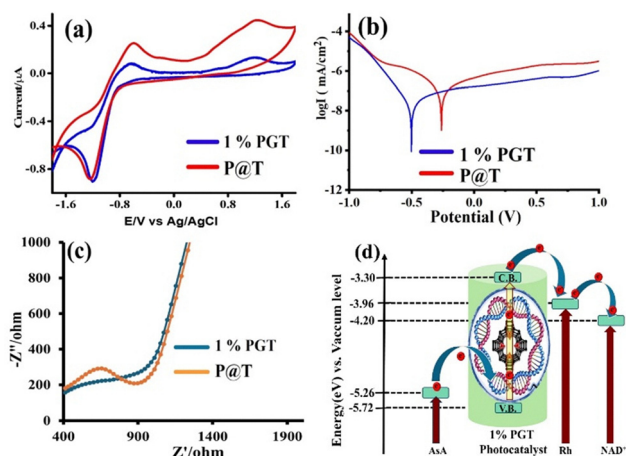 (a)
Current/μA
0.4
0.0
-0.4
-0.8
1 % PGT
P@T
-1.6
-0.8
0.0
0.8
1.6
E/V vs Ag/AgCl
(b)
logI ( mA/cm²)
-4
-6
-8
-10
-12
1 % PGT
P@T
-1.0
-0.5
0.0
0.5
1.0
Potential (V)
(c)
-Z''/ohm
1000
800
600
400
200
0
1 % PGT
P@T
400
900
1400
1900
Z'/ohm
(d)
Energy(eV) vs. Vaccum level
-3.30
-3.96
-4.20
-5.26
-5.72
C.B.
V.B.
AsA
1% PGT
Photocatalyst
Rh
NAD⁺